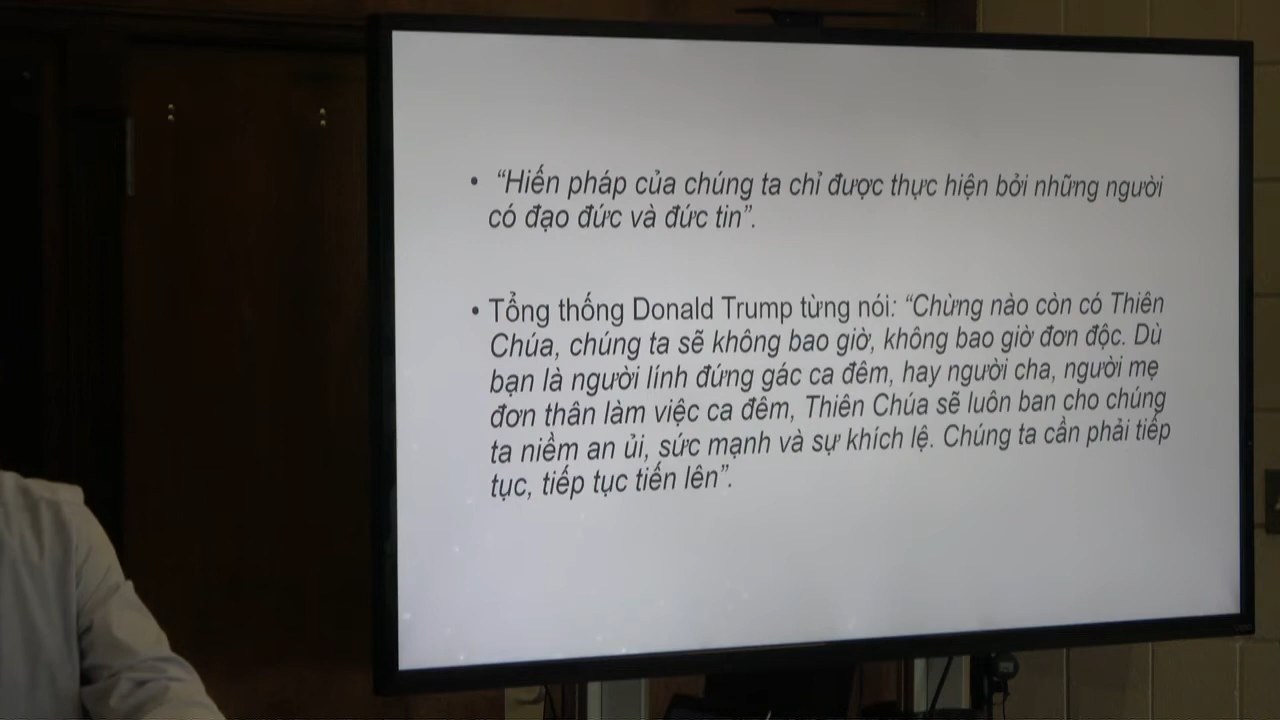 • “Hiến pháp của chúng ta chỉ được thực hiện bởi những người
có đạo đức và đức tin”.
• Tổng thống Donald Trump từng nói: “Chừng nào còn có Thiên
Chúa, chúng ta sẽ không bao giờ, không bao giờ đơn độc. Dù
bạn là người lính đứng gác ca đêm, hay người cha, người mẹ
đơn thân làm việc ca đêm, Thiên Chúa sẽ luôn ban cho chúng
ta niềm an ủi, sức mạnh và sự khích lệ. Chúng ta cần phải tiếp
tục, tiếp tục tiến lên”.